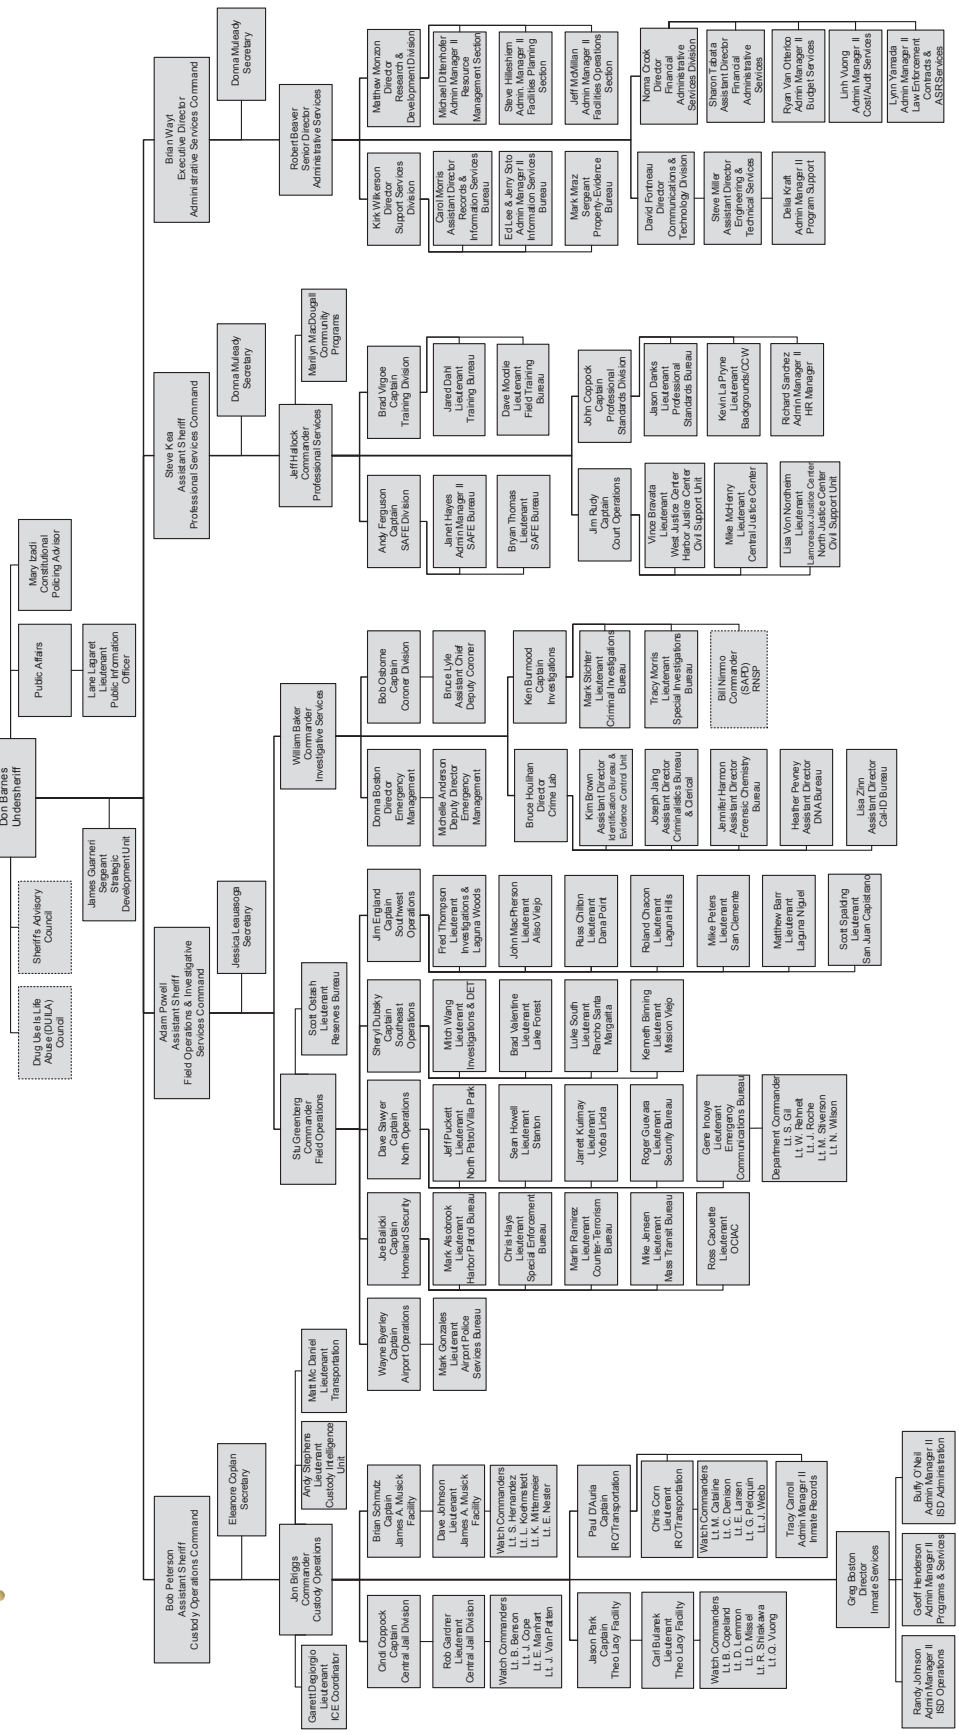 Don Barnes
Undersheriff
Drug Use Is Life
Abuse (DUILA)
Council
Sheriff's Advisory
Council
Public Affairs
Mary Izadi
Constitutional
Policing Advisor
James Guarneri
Sergeant
Strategic
Development Unit
Lane Lagaret
Lieutenant
Public Information
Officer
Bob Peterson
Assistant Sheriff
Custody Operations Command
Eleanore Coplan
Secretary
Jon Briggs
Commander
Custody Operations
Garrett Degiorgio
Lieutenant
ICE Coordinator
Andy Stephens
Lieutenant
Custody Intelligence
Unit
Matt Mc Daniel
Lieutenant
Transportation
Cindi Coppock
Captain
Central Jail Division
Rob Gardner
Lieutenant
Central Jail Division
Watch Commanders
Lt. B. Benson
Lt. J. Cope
Lt. E. Manhart
Lt. J. Van Patten
Brian Schmutz
Captain
James A. Musick
Facility
Dave Johnson
Lieutenant
James A. Musick
Facility
Watch Commanders
Lt. S. Hernandez
Lt. L. Koehmstedt
Lt. K. Mittermeier
Lt. E. Nester
Jason Park
Captain
Theo Lacy Facility
Carl Bulanek
Lieutenant
Theo Lacy Facility
Watch Commanders
Lt. B. Copeland
Lt. D. Lemmon
Lt. D. Missel
Lt. R. Shirakawa
Lt. Q. Vuong
Paul D'Auria
Captain
IRC/Transportation
Chris Corn
Lieutenant
IRC/Transportation
Watch Commanders
Lt. M. Cataline
Lt. C. Denison
Lt. E. Larsen
Lt. G. Peloquin
Lt. J. Webb
Tracy Carroll
Admin Manager II
Inmate Records
Greg Boston
Director
Inmate Services
Randy Johnson
Admin Manager II
ISD Operations
Geoff Henderson
Admin Manager II
Programs & Services
Buffy O'Neil
Admin Manager II
ISD Administration
Adam Powell
Assistant Sheriff
Field Operations & Investigative
Services Command
Jessica Leauasoga
Secretary
Stu Greenberg
Commander
Field Operations
Scott Ostash
Lieutenant
Reserves Bureau
Wayne Byerley
Captain
Airport Operations
Mark Gonzales
Lieutenant
Airport Police
Services Bureau
Joe Balicki
Captain
Homeland Security
Mark Alsobrook
Lieutenant
Harbor Patrol Bureau
Chris Hays
Lieutenant
Special Enforcement
Bureau
Martin Ramirez
Lieutenant
Counter-Terrorism
Bureau
Mike Jensen
Lieutenant
Mass Transit Bureau
Ross Caouette
Lieutenant
OCIAC
Dave Sawyer
Captain
North Operations
Jeff Puckett
Lieutenant
North Patrol/Villa Park
Sean Howell
Lieutenant
Stanton
Jarrett Kurimay
Lieutenant
Yorba Linda
Roger Guevara
Lieutenant
Security Bureau
Gene Inouye
Lieutenant
Emergency
Communications Bureau
Department Commander
Lt. S. Gil
Lt. W. Rehnelt
Lt. J. Roche
Lt. M. Stiverson
Lt. N. Wilson
Sheryl Dubsky
Captain
Southeast
Operations
Mitch Wang
Lieutenant
Investigations & DET
Brad Valentine
Lieutenant
Lake Forest
Luke South
Lieutenant
Rancho Santa
Margarita
Kenneth Binning
Lieutenant
Mission Viejo
Jim England
Captain
Southwest
Operations
Fred Thompson
Lieutenant
Investigations &
Laguna Woods
John MacPherson
Lieutenant
Aliso Viejo
Russ Chilton
Lieutenant
Dana Point
Roland Chacon
Lieutenant
Laguna Hills
Mike Peters
Lieutenant
San Clemente
Matthew Barr
Lieutenant
Laguna Niguel
Scott Spalding
Lieutenant
San Juan Capistrano
William Baker
Commander
Investigative Services
Donna Boston
Director
Emergency
Management
Michelle Anderson
Deputy Director
Emergency
Management
Bob Osborne
Captain
Coroner Division
Bruce Lyle
Assistant Chief
Deputy Coroner
Bruce Houlihan
Director
Crime Lab
Kim Brown
Assistant Director
Identification Bureau &
Evidence Control Unit
Joseph Jaing
Assistant Director
Criminalistics Bureau
& Clerical
Jennifer Harmon
Assistant Director
Forensic Chemistry
Bureau
Heather Pevney
Assistant Director
DNA Bureau
Lisa Zinn
Assistant Director
Cal-ID Bureau
Ken Burmood
Captain
Investigations
Mark Stichter
Lieutenant
Criminal Investigations
Bureau
Tracy Morris
Lieutenant
Special Investigations
Bureau
Bill Nimmo
Commander
(SAPD)
RNSP
Steve Kea
Assistant Sheriff
Professional Services Command
Donna Muleady
Secretary
Jeff Hallock
Commander
Professional Services
Marilyn MacDougall
Community
Programs
Andy Ferguson
Captain
SAFE Division
Janet Hayes
Admin Manager II
SAFE Bureau
Bryan Thomas
Lieutenant
SAFE Bureau
Brad Virgoe
Captain
Training Division
Jared Dahl
Lieutenant
Training Bureau
Dave Moodie
Lieutenant
Field Training
Bureau
Jim Rudy
Captain
Court Operations
Vince Bravata
Lieutenant
West Justice Center
Harbor Justice Center
Civil Support Unit
Mike McHenry
Lieutenant
Central Justice Center
Lisa Von Nordheim
Lieutenant
Lamoreaux Justice Center
North Justice Center
Civil Support Unit
John Coppock
Captain
Professional
Standards Division
Jason Danks
Lieutenant
Professional
Standards Bureau
Kevin La Pryne
Lieutenant
Backgrounds/CCW
Richard Sanchez
Admin Manager II
HR Manager
Brian Wayt
Executive Director
Administrative Services Command
Donna Muleady
Secretary
Robert Beaver
Senior Director
Administrative Services
Kirk Wilkerson
Director
Support Services
Division
Carol Morris
Assistant Director
Records &
Information Services
Bureau
Ed Lee & Jerry Soto
Admin Manager II
Information Services
Bureau
Mark Mraz
Sergeant
Property-Evidence
Bureau
Matthew Monzon
Director
Research &
Development Division
Michael Dittenhofer
Admin Manager II
Resource
Management Section
Steve Hilleshiem
Admin. Manager II
Facilities Planning
Section
Jeff McMillan
Admin Manager II
Facilities Operations
Section
David Fontneau
Director
Communications &
Technology Division
Steve Miller
Assistant Director
Engineering &
Technical Services
Delia Kraft
Admin Manager II
Program Support
Noma Crook
Director
Financial
Administrative
Services Division
Sharon Tabata
Assistant Director
Financial
Administrative
Services
Ryan Van Otterloo
Admin Manager II
Budget Services
Linh Vuong
Admin Manager II
Cost/Audit Services
Lynn Yamada
Admin Manager II
Law Enforcement
Contracts &
ASR Services